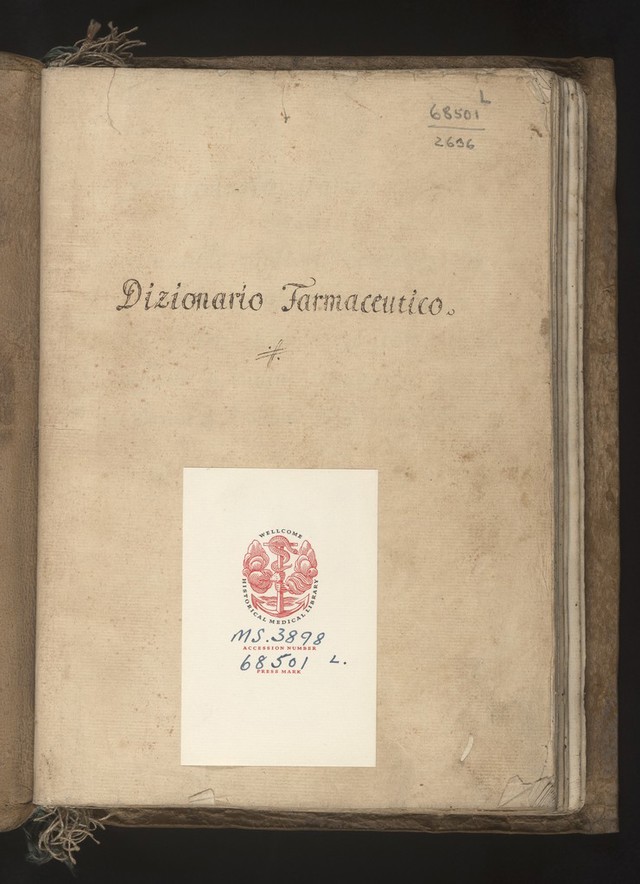 68501 L
2696
Dizionario Farmaceutico.
WELLCOME
HISTORICAL MEDICAL LIBRARY
MS. 3898
ACCESSION NUMBER
68501 L.
PRESS MARK